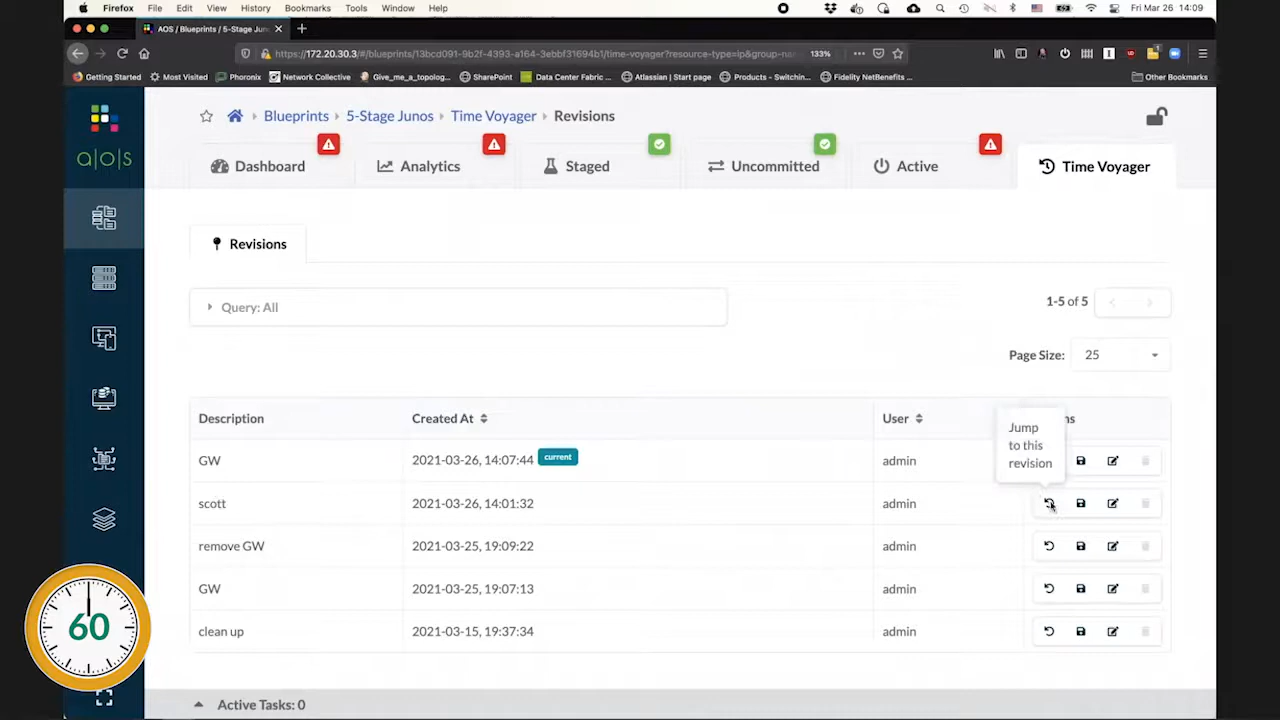 Firefox File Edit View History Bookmarks Tools Window Help Fri Mar 26 14:09
AOS / Blueprints / 5-Stage Juno
https://172.20.30.3/#/blueprints/13bcd091-9b2f-4393-a164-3ebbf31694b1/time-voyager?resource-type=ip&group-na 133%
Getting Started Most Visited Phoronix Network Collective Give_me_a_topolog... SharePoint Data Center Fabric ... Atlassian | Start page Products - Switchin... Fidelity NetBenefits ... Other Bookmarks
a|o|s
Blueprints 5-Stage Junos Time Voyager Revisions
Dashboard Analytics Staged Uncommitted Active Time Voyager
Revisions
Query: All
1-5 of 5
Page Size: 25
Description Created At User ns
Jump
to this
revision
GW 2021-03-26, 14:07:44 current admin
scott 2021-03-26, 14:01:32 admin
remove GW 2021-03-25, 19:09:22 admin
GW 2021-03-25, 19:07:13 admin
clean up 2021-03-15, 19:37:34 admin
60
Active Tasks: 0